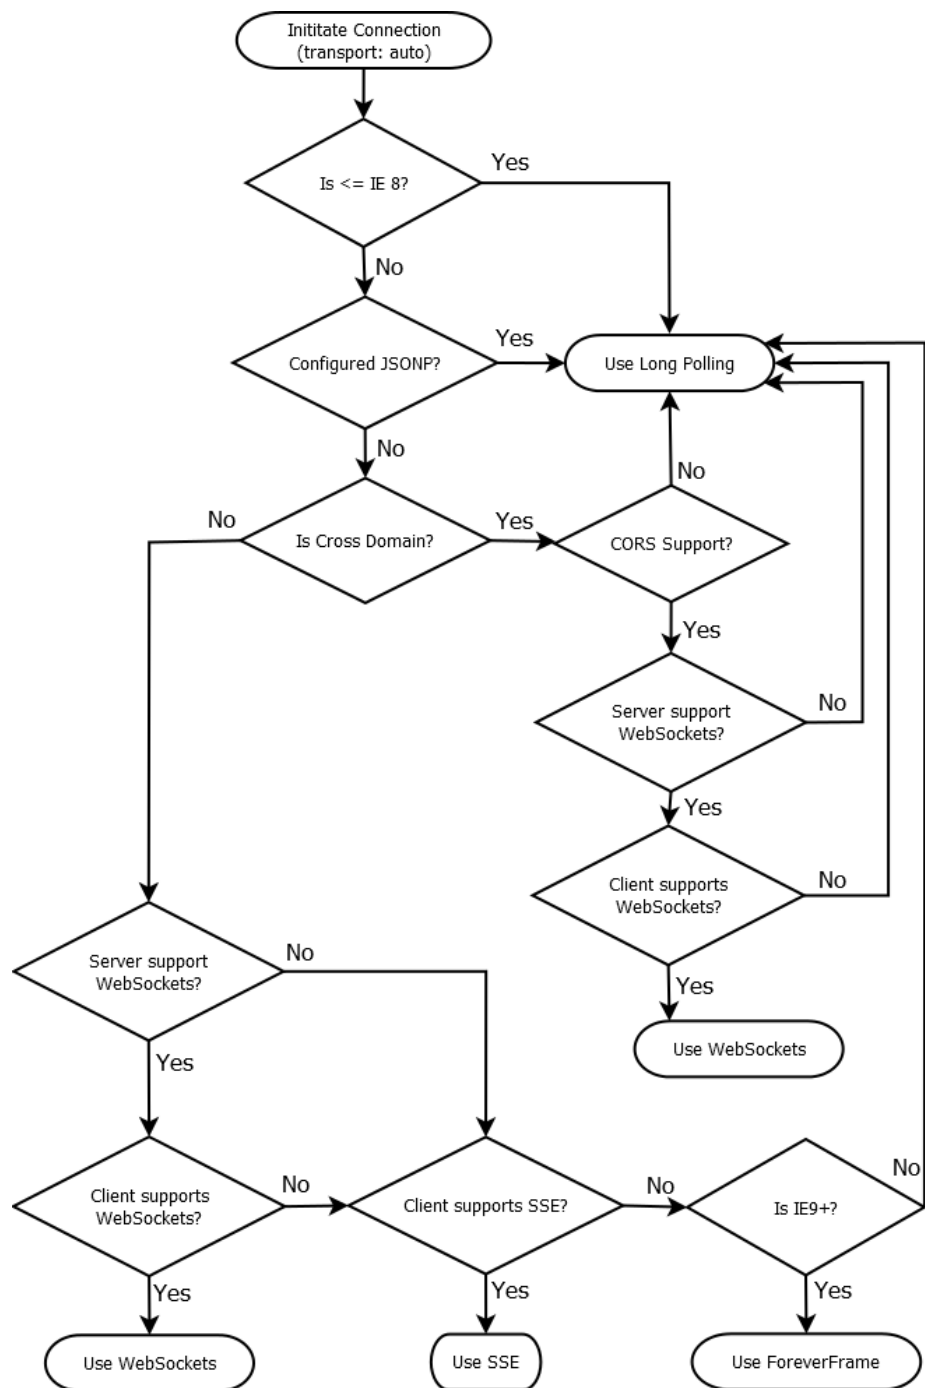 Inititate Connection
(transport: auto)
Yes
Is <= IE 8?
No
Yes
Configured JSONP?
Use Long Polling
No
No
No
Yes
Is Cross Domain?
CORS Support?
Yes
No
Server support
WebSockets?
Yes
Client supports
WebSockets?
No
No
Server support
WebSockets?
Yes
Use WebSockets
Yes
No
No
No
Client supports
WebSockets?
Client supports SSE?
Is IE9+?
Yes
Yes
Yes
Use WebSockets
Use SSE
Use ForeverFrame